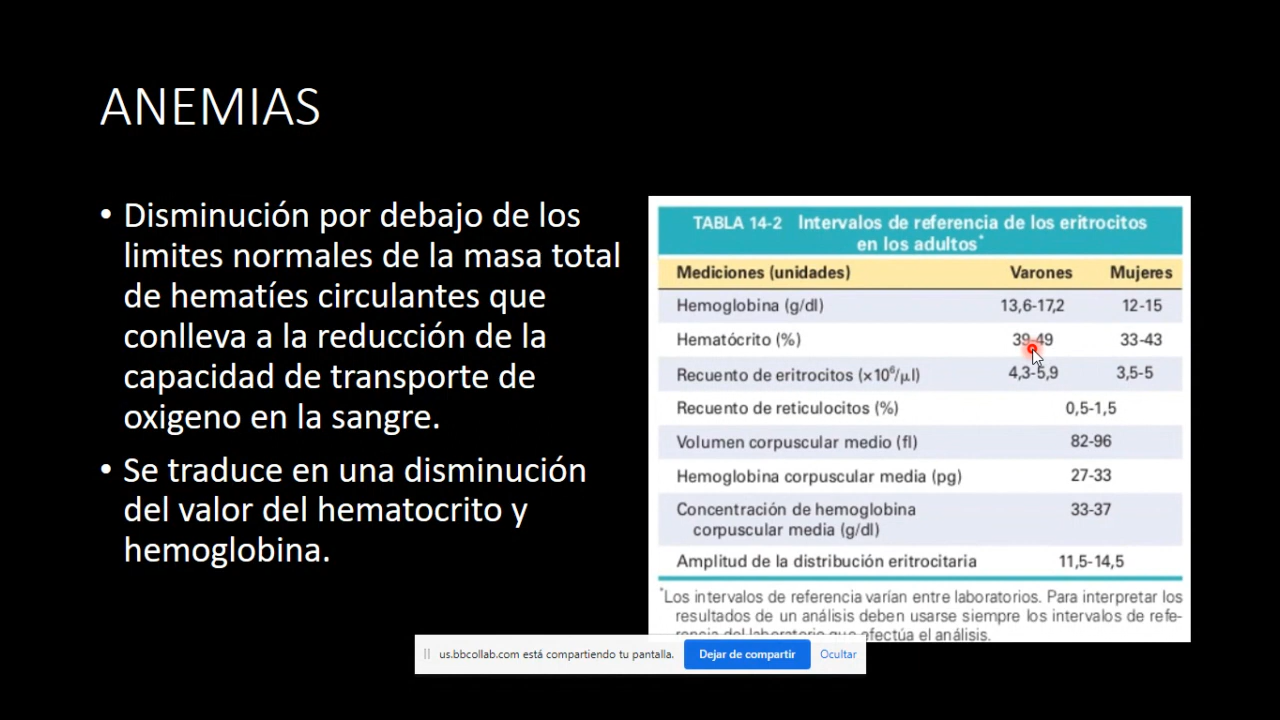 ANEMIAS
• Disminución por debajo de los
limites normales de la masa total
de hematíes circulantes que
conlleva a la reducción de la
capacidad de transporte de
oxigeno en la sangre.
• Se traduce en una disminución
del valor del hematocrito y
hemoglobina.
TABLA 14-2 Intervalos de referencia de los eritrocitos
en los adultos*
Mediciones (unidades) Varones Mujeres
Hemoglobina (g/dl) 13,6-17,2 12-15
Hematócrito (%) 39-49 33-43
Recuento de eritrocitos (×10⁶/μl) 4,3-5,9 3,5-5
Recuento de reticulocitos (%) 0,5-1,5
Volumen corpuscular medio (fl) 82-96
Hemoglobina corpuscular media (pg) 27-33
Concentración de hemoglobina 33-37
corpuscular media (g/dl)
Amplitud de la distribución eritrocitaria 11,5-14,5
*Los intervalos de referencia varían entre laboratorios. Para interpretar los
resultados de un análisis deben usarse siempre los intervalos de refe-
rencia del laboratorio que efectúa el análisis.
us.bbcollab.com está compartiendo tu pantalla. Dejar de compartir Ocultar